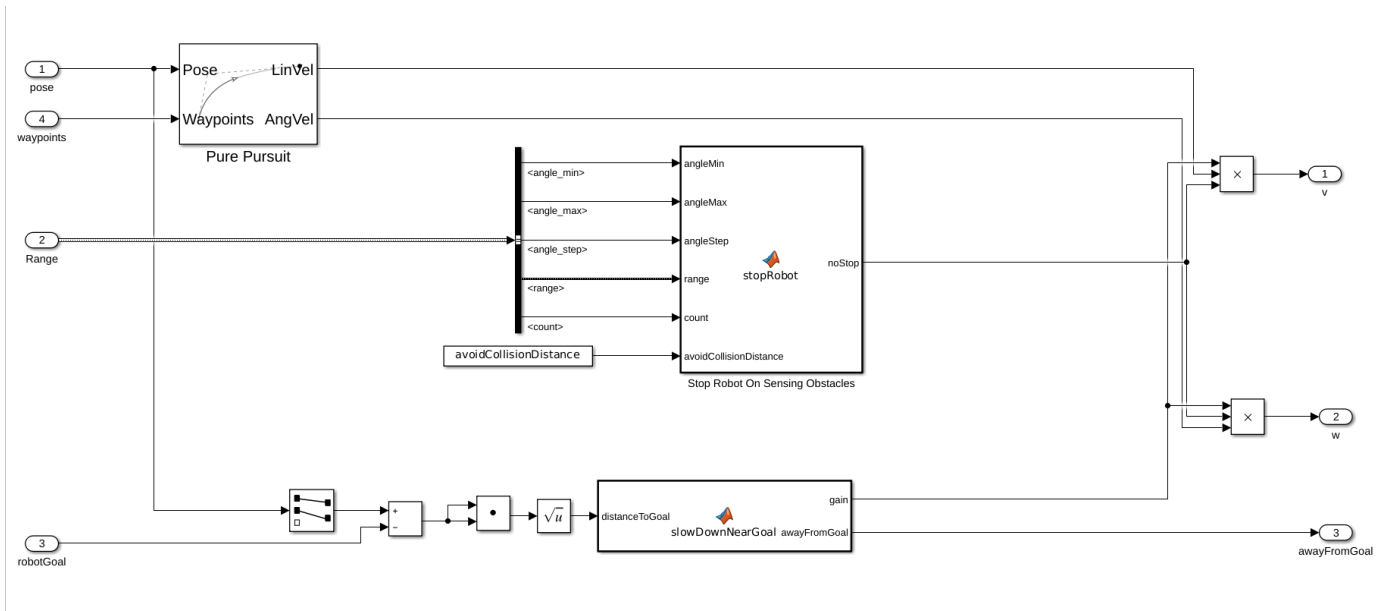 1
pose
4
waypoints
Pose LinVel
Waypoints AngVel
Pure Pursuit
2
Range
<angle_min>
<angle_max>
<angle_step>
<range>
<count>
avoidCollisionDistance
angleMin
angleMax
angleStep
range
count
avoidCollisionDistance
stopRobot
noStop
Stop Robot On Sensing Obstacles
×
1
v
×
2
w
3
robotGoal
+
−
√u
distanceToGoal
slowDownNearGoal
gain
awayFromGoal
3
awayFromGoal